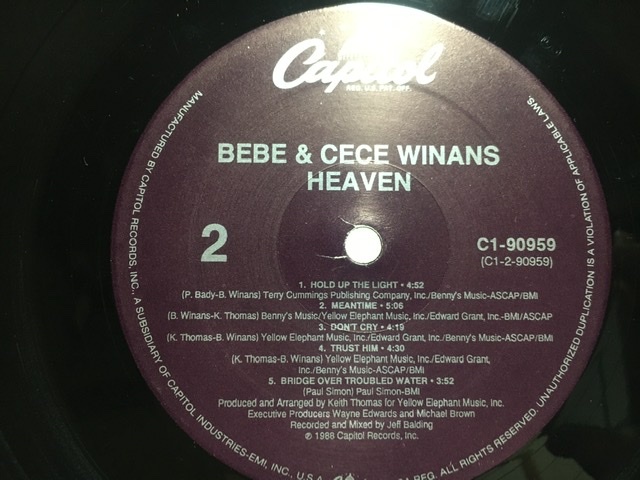 Capitol
REG. U.S. PAT. OFF.
BEBE & CECE WINANS
HEAVEN
2
C1-90959
(C1-2-90959)
1. HOLD UP THE LIGHT • 4:52
(P. Bady-B. Winans) Terry Cummings Publishing Company, Inc./Benny's Music-ASCAP/BMI
2. MEANTIME • 5:06
(B. Winans-K. Thomas) Benny's Music/Yellow Elephant Music, Inc./Edward Grant, Inc.-BMI/ASCAP
3. DON'T CRY • 4:19
(K. Thomas-B. Winans) Yellow Elephant Music, Inc./Edward Grant, Inc./Benny's Music-ASCAP/BMI
4. TRUST HIM • 4:30
(K. Thomas-B. Winans) Yellow Elephant Music, Inc./Edward Grant,
Inc./Benny's Music-ASCAP/BMI
5. BRIDGE OVER TROUBLED WATER • 3:52
(Paul Simon) Paul Simon-BMI
Produced and Arranged by Keith Thomas for Yellow Elephant Music, Inc.
Executive Producers Wayne Edwards and Michael Brown
Recorded and Mixed by Jeff Balding
℗ 1988 Capitol Records, Inc.
MANUFACTURED BY CAPITOL RECORDS, INC., A SUBSIDIARY OF CAPITOL INDUSTRIES-EMI, INC., U.S.A. REG. ALL RIGHTS RESERVED. UNAUTHORIZED DUPLICATION IS A VIOLATION OF APPLICABLE LAWS.